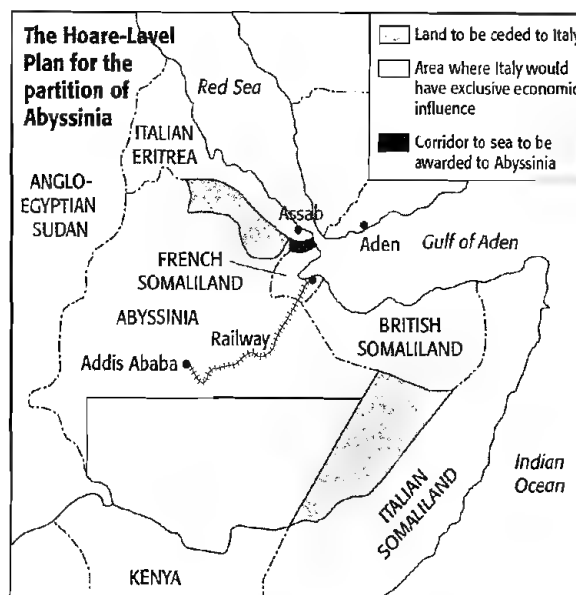 The Hoare-Lavel
Plan for the
partition of
Abyssinia
Land to be ceded to Italy
Area where Italy would
have exclusive economic
influence
Corridor to sea to be
awarded to Abyssinia
Red Sea
ITALIAN
ERITREA
ANGLO-
EGYPTIAN
SUDAN
Assab
Aden
Gulf of Aden
FRENCH
SOMALILAND
ABYSSINIA
Railway
BRITISH
SOMALILAND
Addis Ababa
Indian
Ocean
ITALIAN
SOMALILAND
KENYA